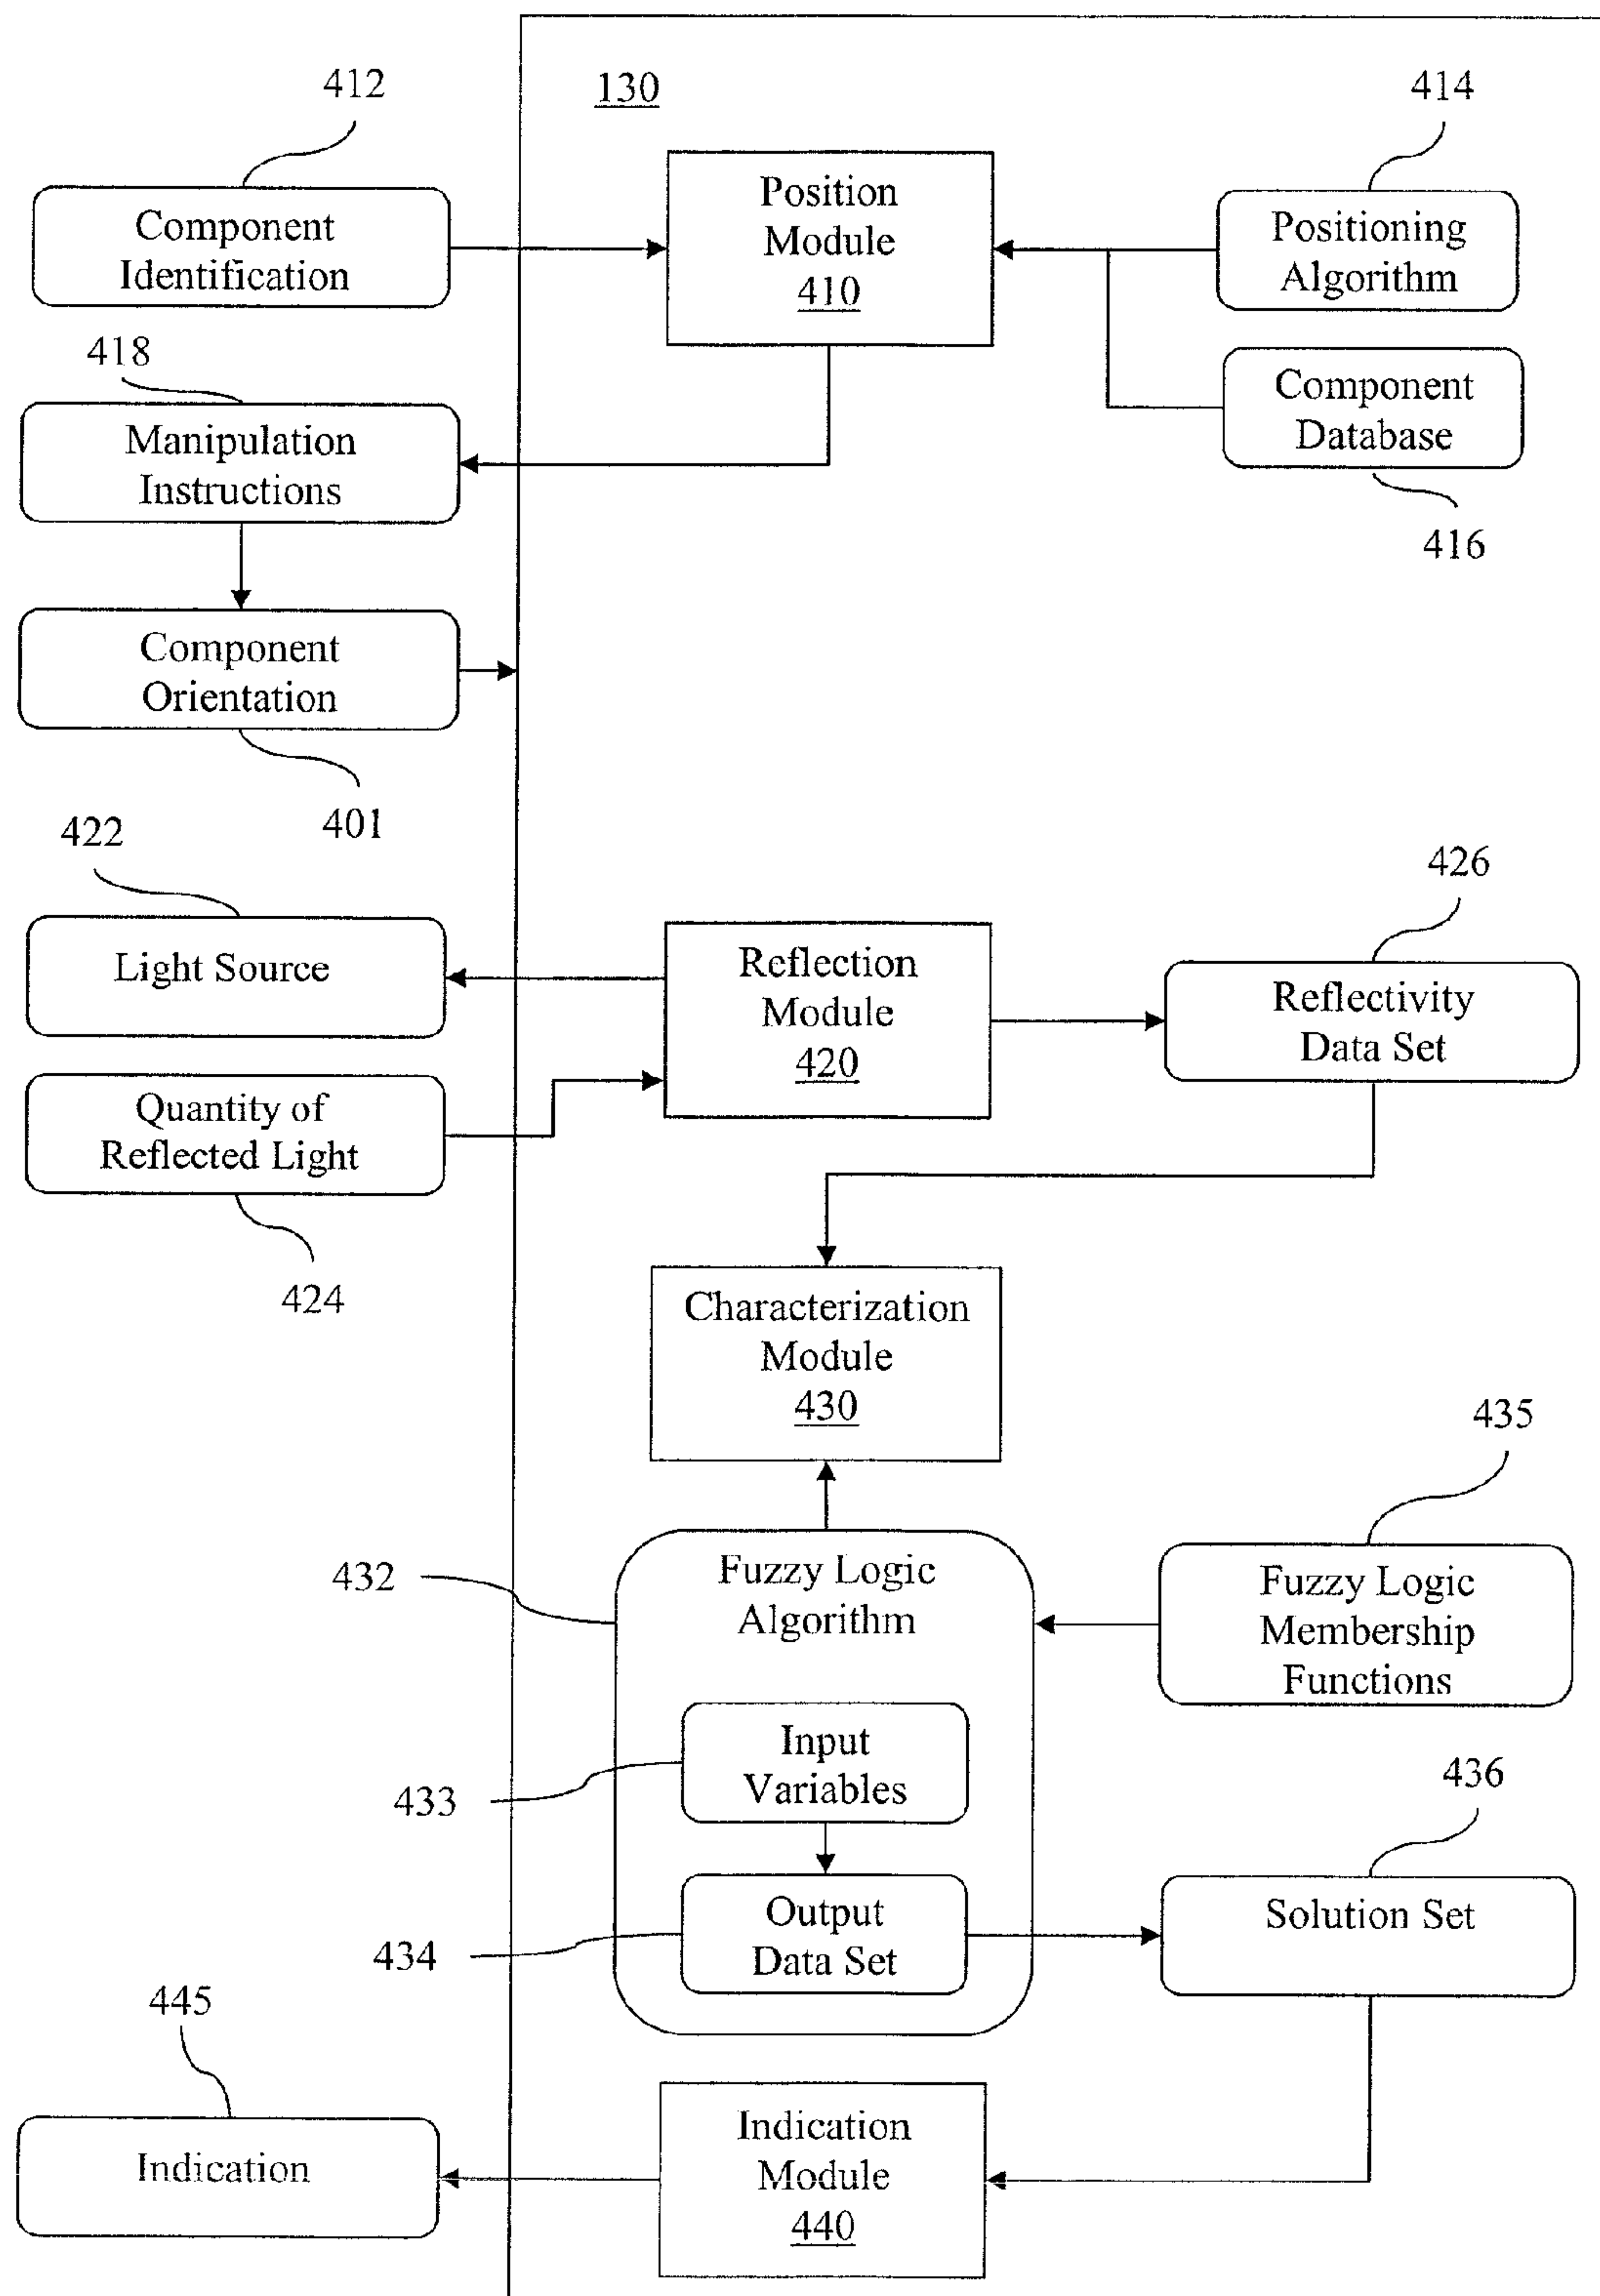 412
130
414
Component
Identification
Position
Module
410
Positioning
Algorithm
418
Manipulation
Instructions
Component
Database
416
Component
Orientation
401
422
Light Source
Reflection
Module
420
426
Reflectivity
Data Set
Quantity of
Reflected Light
424
Characterization
Module
430
435
432
Fuzzy Logic
Algorithm
Fuzzy Logic
Membership
Functions
433
Input
Variables
436
434
Output
Data Set
Solution Set
445
Indication
Indication
Module
440